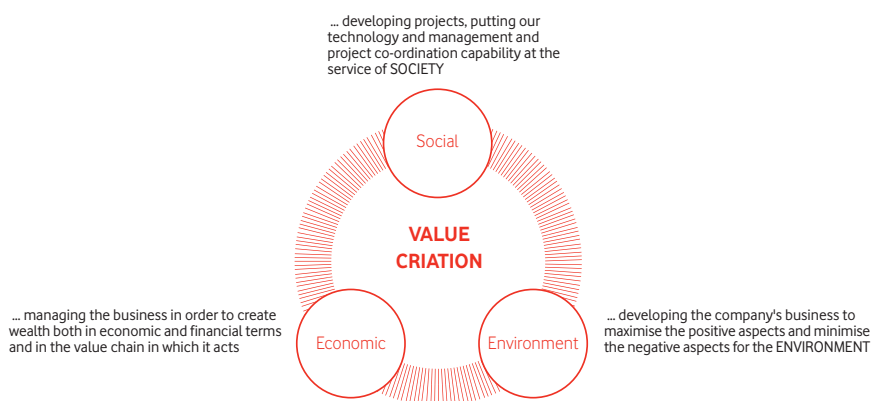 ... developing projects, putting our
technology and management and
project co-ordination capability at the
service of SOCIETY
Social
VALUE
CRIATION
... managing the business in order to create
wealth both in economic and financial terms
and in the value chain in which it acts
Economic
Environment
... developing the company's business to
maximise the positive aspects and minimise
the negative aspects for the ENVIRONMENT